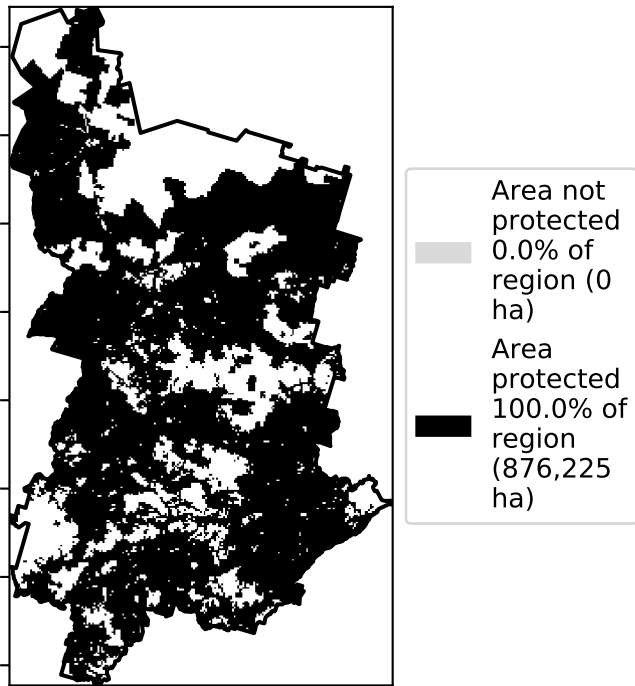 Area not
protected
0.0% of
region (0
ha)
Area
protected
100.0% of
region
(876,225
ha)